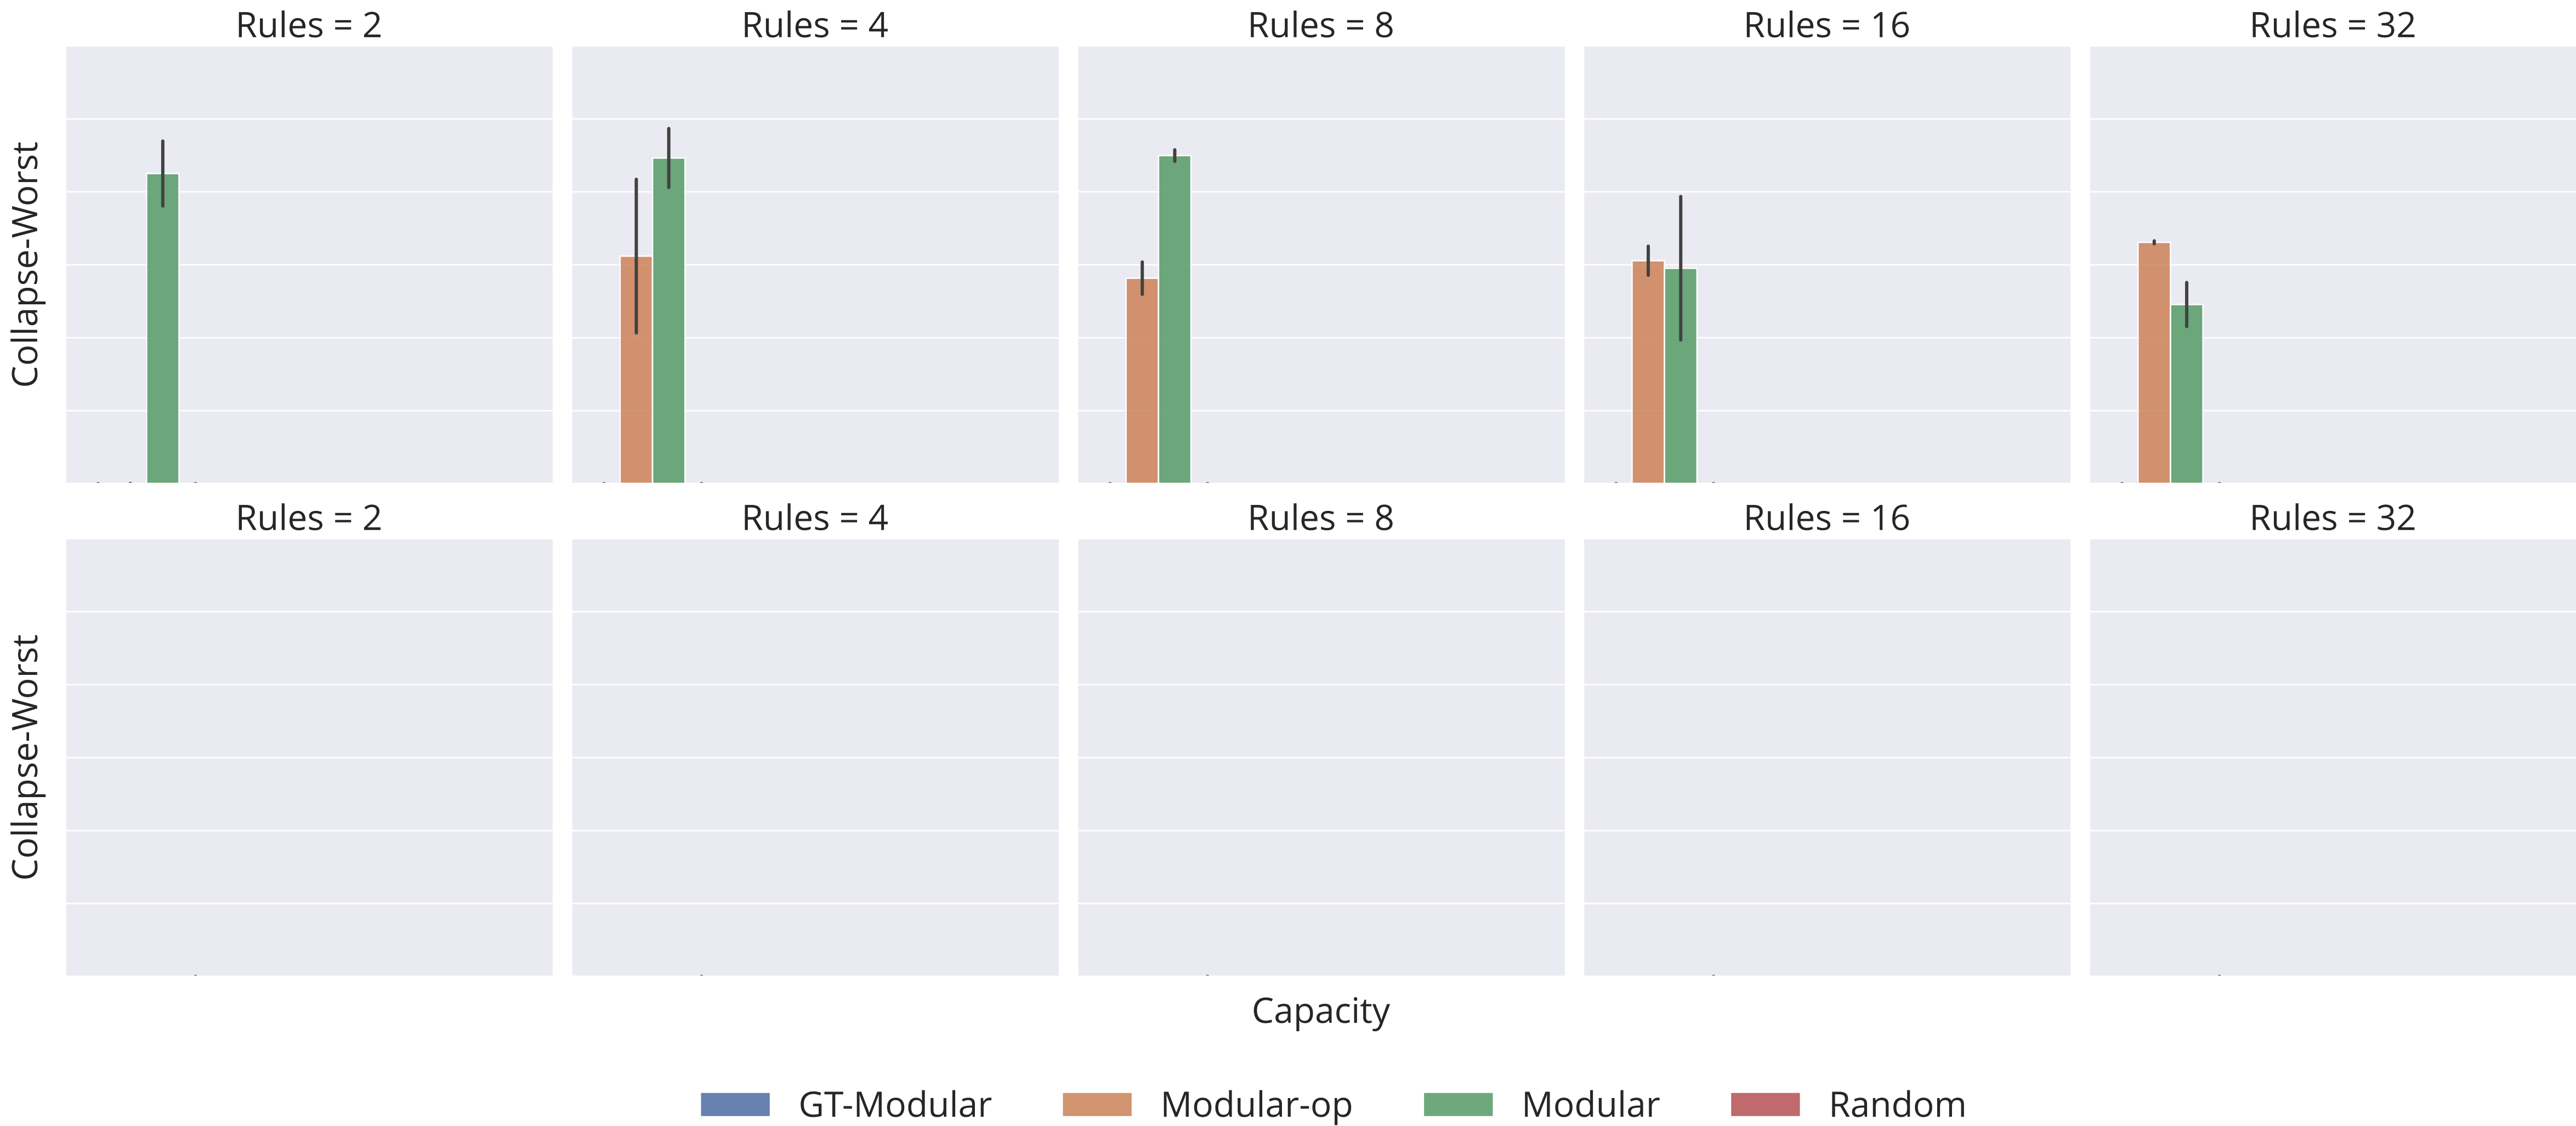 Rules = 2 Rules = 4 Rules = 8 Rules = 16 Rules = 32
Collapse-Worst
Rules = 2 Rules = 4 Rules = 8 Rules = 16 Rules = 32
Collapse-Worst
Capacity
GT-Modular Modular-op Modular Random